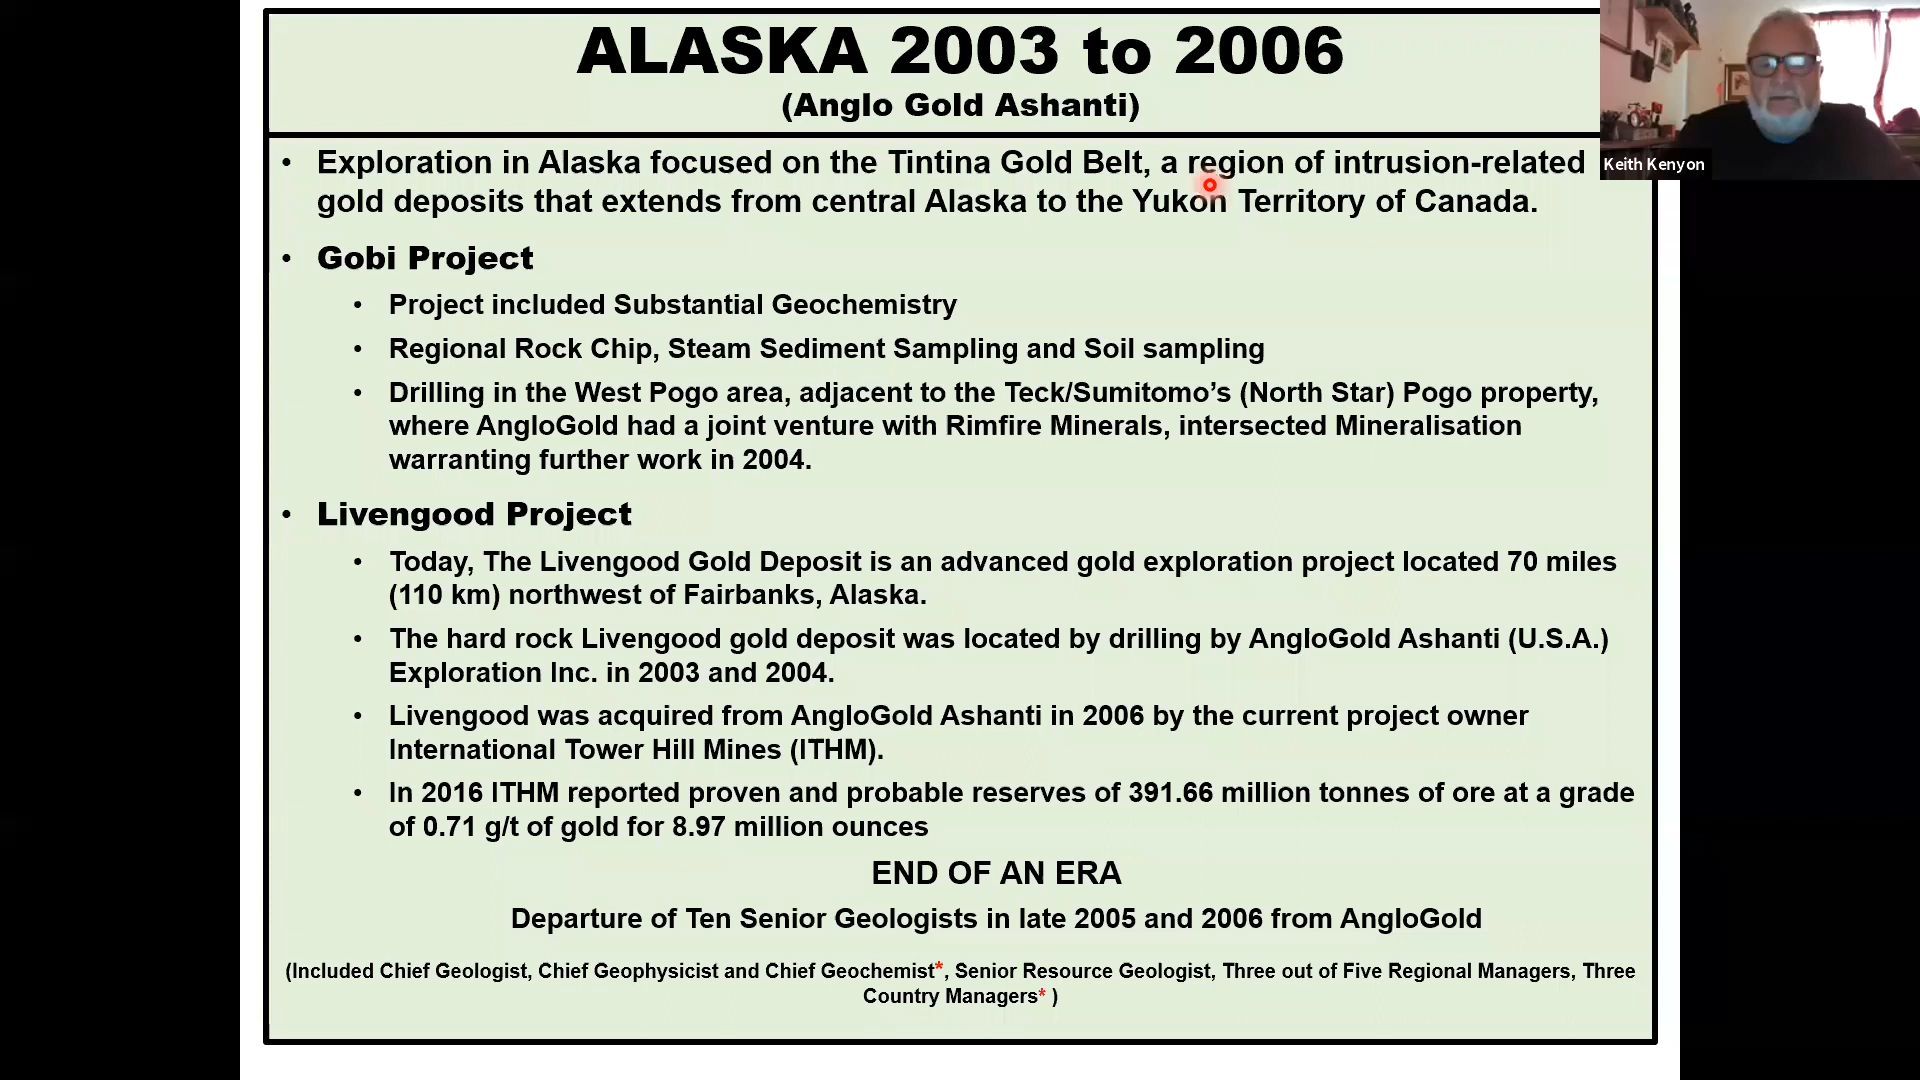 ALASKA 2003 to 2006
(Anglo Gold Ashanti)
Keith Kenyon
• Exploration in Alaska focused on the Tintina Gold Belt, a region of intrusion-related
gold deposits that extends from central Alaska to the Yukon Territory of Canada.
• Gobi Project
• Project included Substantial Geochemistry
• Regional Rock Chip, Steam Sediment Sampling and Soil sampling
• Drilling in the West Pogo area, adjacent to the Teck/Sumitomo’s (North Star) Pogo property,
where AngloGold had a joint venture with Rimfire Minerals, intersected Mineralisation
warranting further work in 2004.
• Livengood Project
• Today, The Livengood Gold Deposit is an advanced gold exploration project located 70 miles
(110 km) northwest of Fairbanks, Alaska.
• The hard rock Livengood gold deposit was located by drilling by AngloGold Ashanti (U.S.A.)
Exploration Inc. in 2003 and 2004.
• Livengood was acquired from AngloGold Ashanti in 2006 by the current project owner
International Tower Hill Mines (ITHM).
• In 2016 ITHM reported proven and probable reserves of 391.66 million tonnes of ore at a grade
of 0.71 g/t of gold for 8.97 million ounces
END OF AN ERA
Departure of Ten Senior Geologists in late 2005 and 2006 from AngloGold
(Included Chief Geologist, Chief Geophysicist and Chief Geochemist*, Senior Resource Geologist, Three out of Five Regional Managers, Three
Country Managers* )